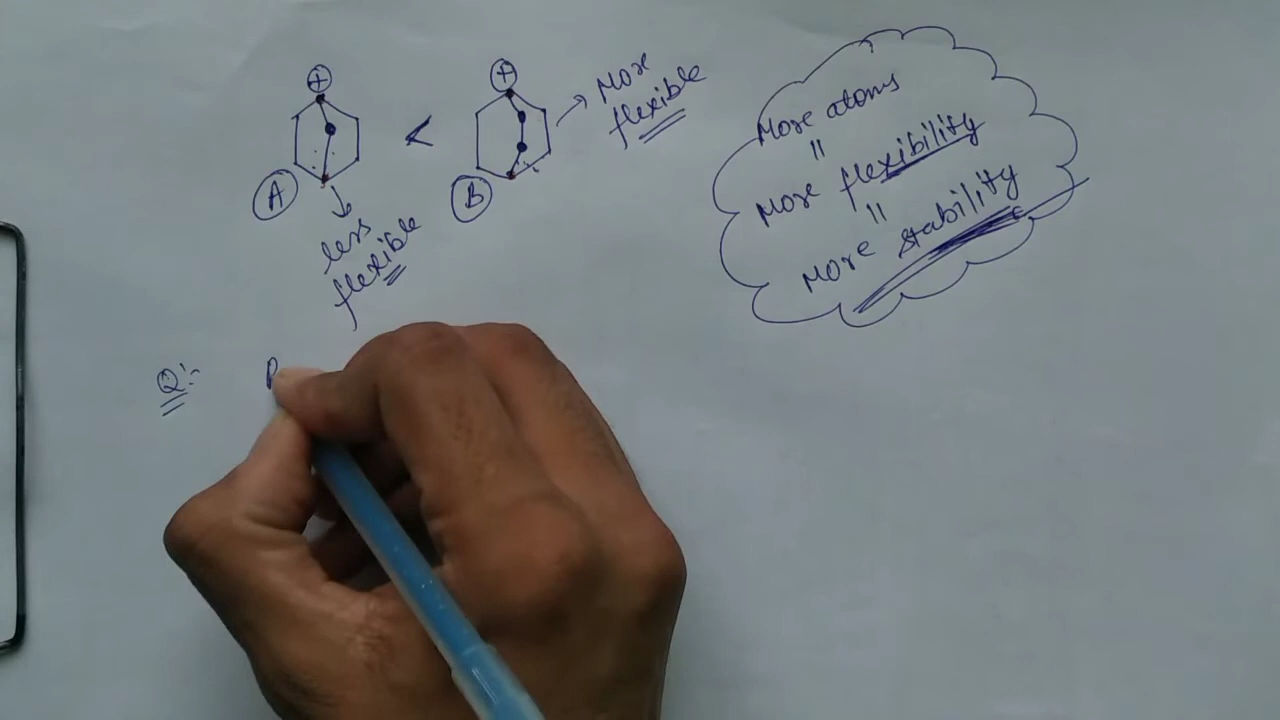 ⊕
⊕
A
<
B
less
flexible
More
flexible
More atoms
"
More flexibility
"
More stability
Q:-